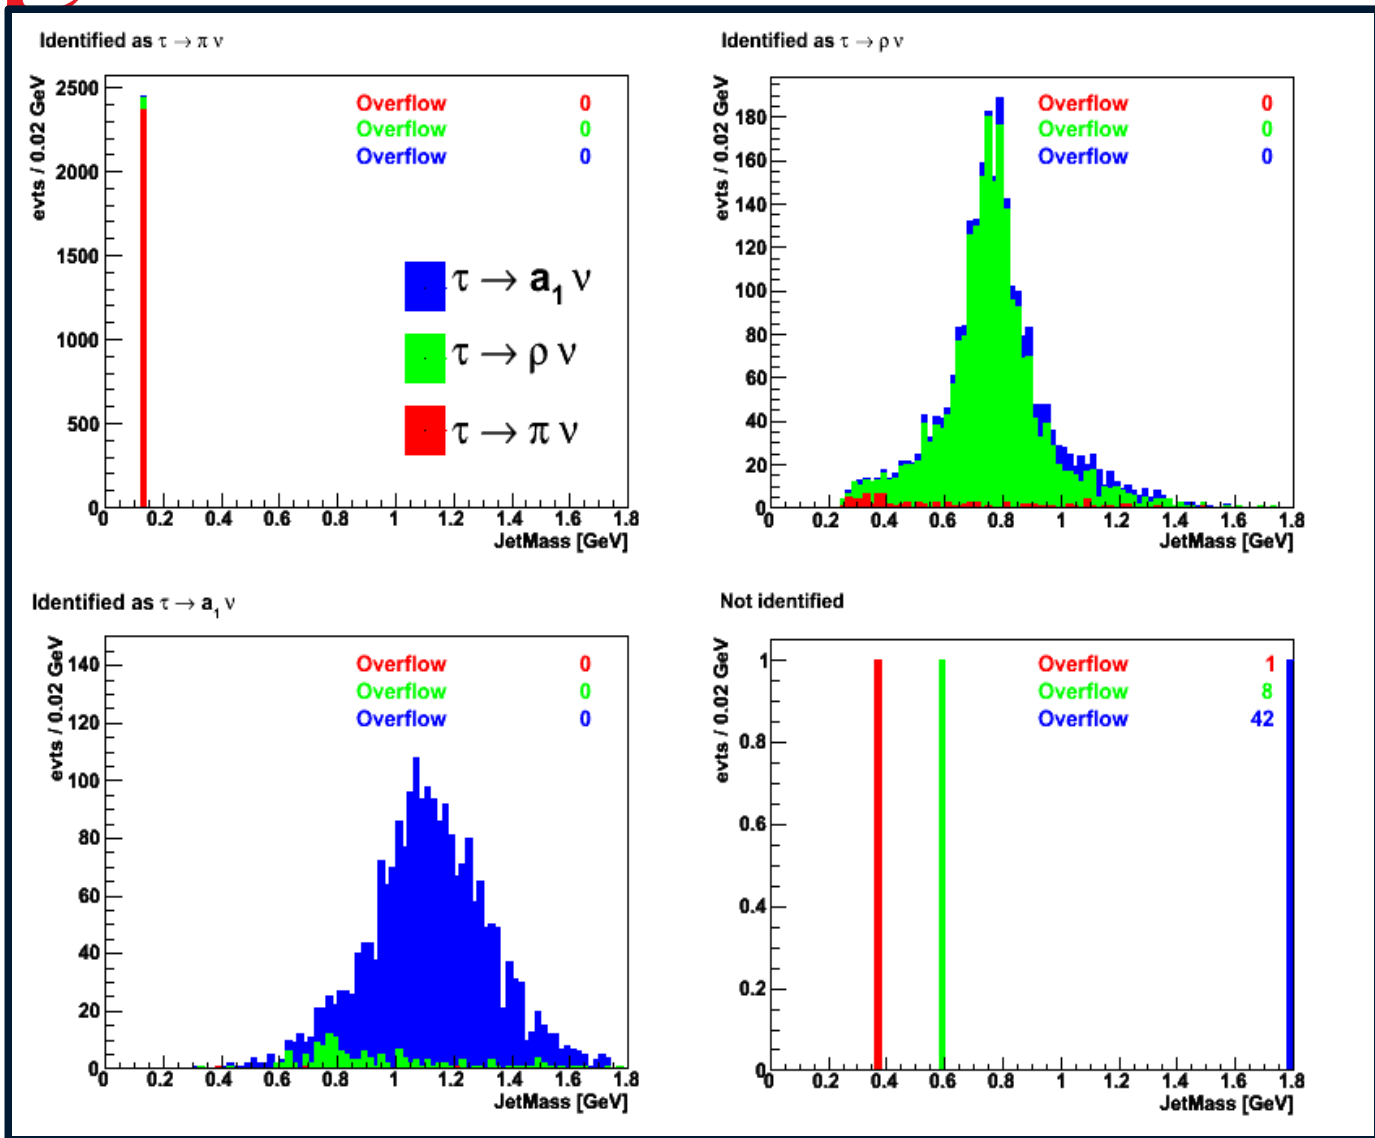 Identified as τ → π ν
evts / 0.02 GeV
2500
2000
1500
1000
500
0
Overflow 0
Overflow 0
Overflow 0
τ → a₁ ν
τ → ρ ν
τ → π ν
0 0.2 0.4 0.6 0.8 1 1.2 1.4 1.6 1.8
JetMass [GeV]
Identified as τ → ρ ν
evts / 0.02 GeV
180
160
140
120
100
80
60
40
20
0
Overflow 0
Overflow 0
Overflow 0
0 0.2 0.4 0.6 0.8 1 1.2 1.4 1.6 1.8
JetMass [GeV]
Identified as τ → a₁ ν
evts / 0.02 GeV
140
120
100
80
60
40
20
0
Overflow 0
Overflow 0
Overflow 0
0 0.2 0.4 0.6 0.8 1 1.2 1.4 1.6 1.8
JetMass [GeV]
Not identified
evts / 0.02 GeV
1
0.8
0.6
0.4
0.2
0
Overflow 1
Overflow 8
Overflow 42
0 0.2 0.4 0.6 0.8 1 1.2 1.4 1.6 1.8
JetMass [GeV]